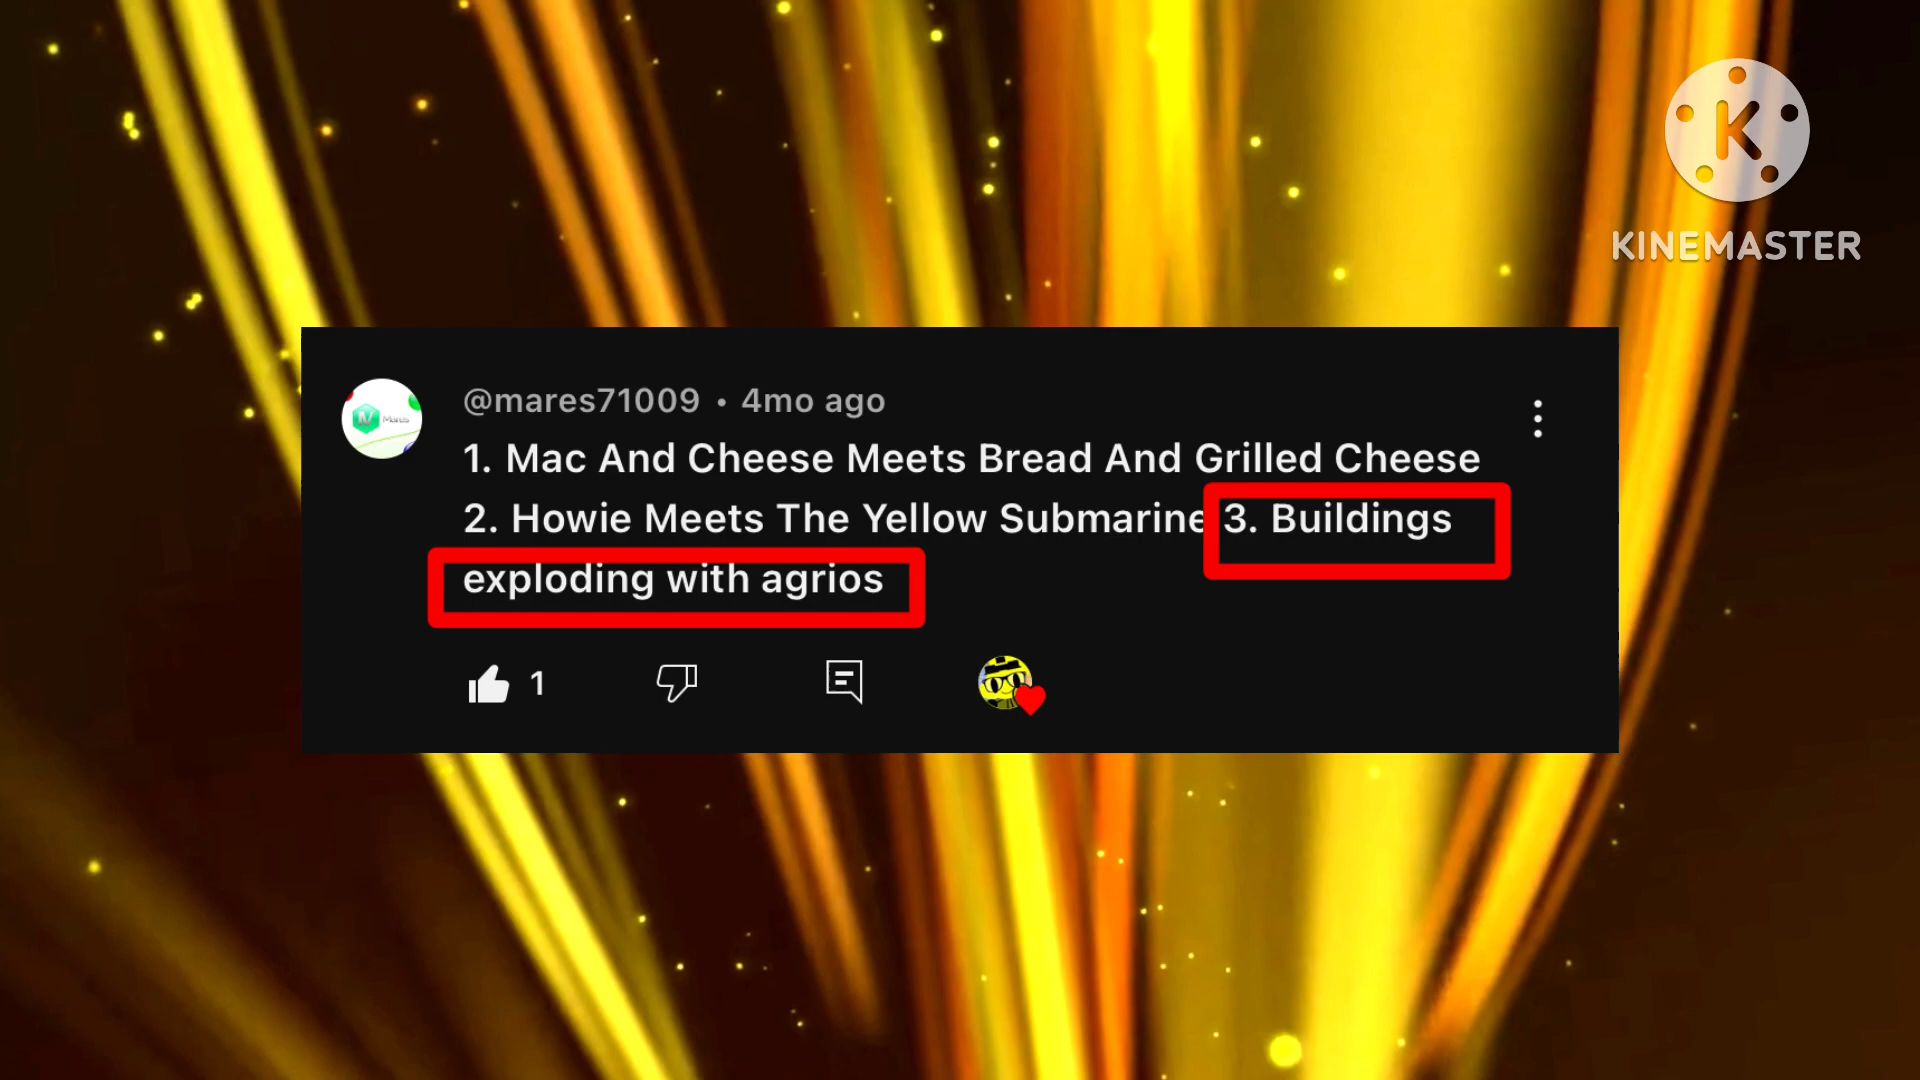 K
KINEMASTER
@mares71009 • 4mo ago
1. Mac And Cheese Meets Bread And Grilled Cheese
2. Howie Meets The Yellow Submarine 3. Buildings
exploding with agrios
1